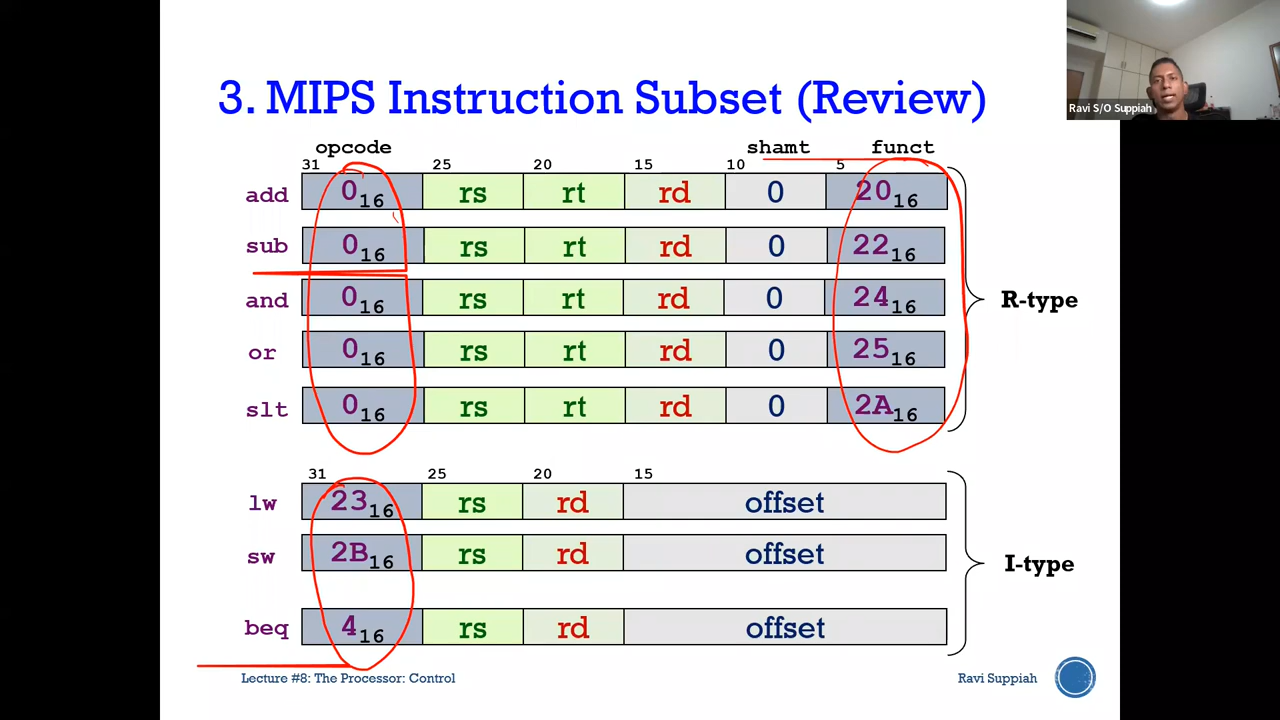 Ravi S/O Suppiah
3. MIPS Instruction Subset (Review)
opcode shamt funct
31 25 20 15 10 5
add 0₁₆ rs rt rd 0 20₁₆
sub 0₁₆ rs rt rd 0 22₁₆
and 0₁₆ rs rt rd 0 24₁₆
R-type
or 0₁₆ rs rt rd 0 25₁₆
slt 0₁₆ rs rt rd 0 2A₁₆
31 25 20 15
lw 23₁₆ rs rd offset
sw 2B₁₆ rs rd offset
I-type
beq 4₁₆ rs rd offset
Lecture #8: The Processor: Control Ravi Suppiah